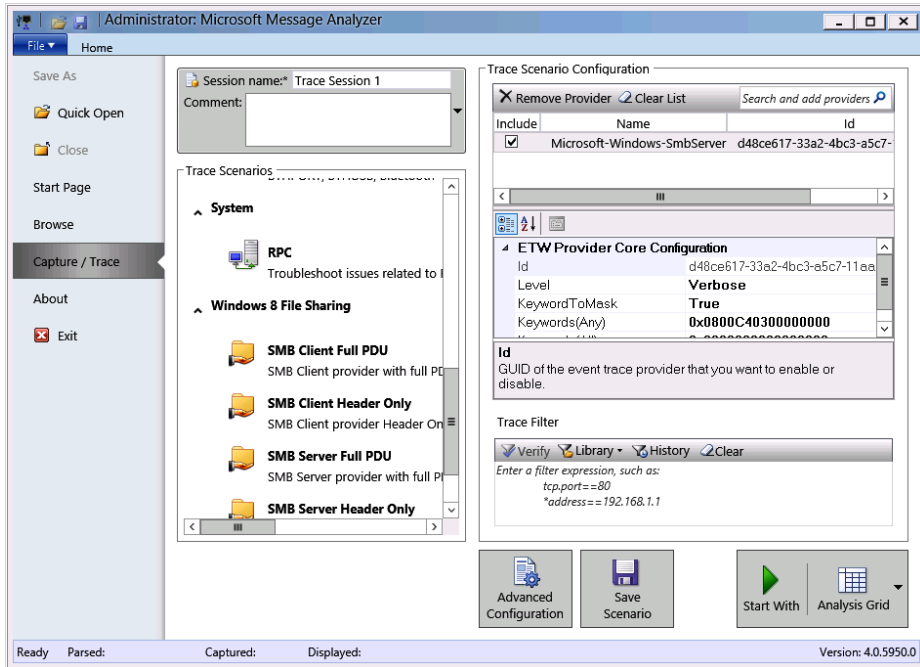 Administrator: Microsoft Message Analyzer
File
Home
Save As
Quick Open
Close
Start Page
Browse
Capture / Trace
About
Exit
Session name:* Trace Session 1
Comment:
Trace Scenarios
System
RPC
Troubleshoot issues related to
Windows 8 File Sharing
SMB Client Full PDU
SMB Client provider with full PD
SMB Client Header Only
SMB Client provider Header On
SMB Server Full PDU
SMB Server provider with full
SMB Server Header Only
Trace Scenario Configuration
Remove Provider Clear List Search and add providers
Include Name Id
Microsoft-Windows-SmbServer d48ce617-33a2-4bc3-a5c7-
ETW Provider Core Configuration
Id d48ce617-33a2-4bc3-a5c7-11aa
Level Verbose
KeywordToMask True
Keywords(Any) 0x0800C40300000000
Id
GUID of the event trace provider that you want to enable or
disable.
Trace Filter
Verify Library History Clear
Enter a filter expression, such as:
tcp.port==80
*address==192.168.1.1
Advanced
Configuration
Save
Scenario
Start With
Analysis Grid
Ready Parsed: Captured: Displayed: Version: 4.0.5950.0